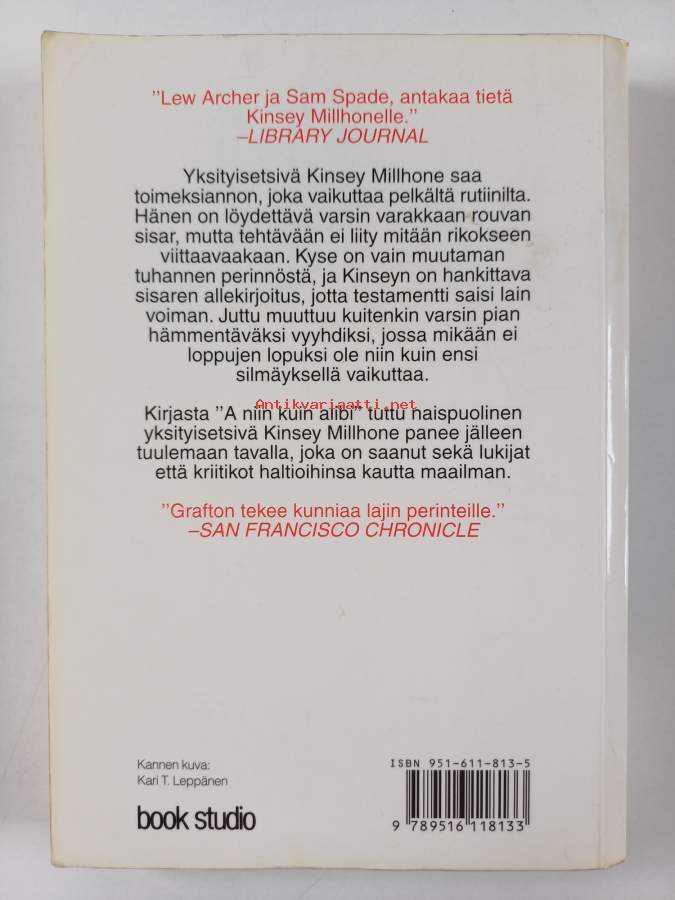 "Lew Archer ja Sam Spade, antakaa tietä
Kinsey Millhonelle."
–LIBRARY JOURNAL
Yksityisetsivä Kinsey Millhone saa
toimeksiannon, joka vaikuttaa pelkältä rutiinilta.
Hänen on löydettävä varsin varakkaan rouvan
sisar, mutta tehtävään ei liity mitään rikokseen
viittaavaakaan. Kyse on vain muutaman
tuhannen perinnöstä, ja Kinseyn on hankittava
sisaren allekirjoitus, jotta testamentti saisi lain
voiman. Juttu muuttuu kuitenkin varsin pian
hämmentäväksi vyyhdiksi, jossa mikään ei
loppujen lopuksi ole niin kuin ensi
silmäyksellä vaikuttaa.
Antikvariaatti.net
Kirjasta "A niin kuin alibi" tuttu naispuolinen
yksityisetsivä Kinsey Millhone panee jälleen
tuulemaan tavalla, joka on saanut sekä lukijat
että kriitikot haltioihinsa kautta maailman.
"Grafton tekee kunniaa lajin perinteille."
–SAN FRANCISCO CHRONICLE
Kannen kuva:
Kari T. Leppänen
book studio
ISBN 951-611-813-5
9 789516 118133